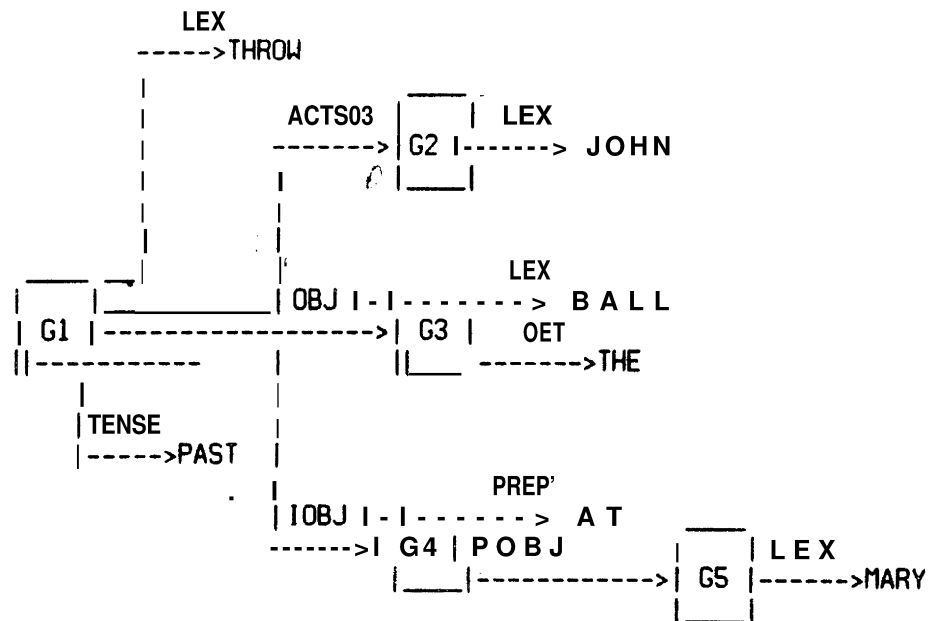 LEX
----->THROW
ACTS03 LEX
-------> G2 -------> JOHN
LEX
OBJ - - - - - - - - > BALL
G1 -----------------> G3 OET
----------- ------>THE
TENSE
----->PAST
PREP'
IOBJ - - - - - - - > AT
------> G4 POBJ LEX
-----------> G5 ------>MARY